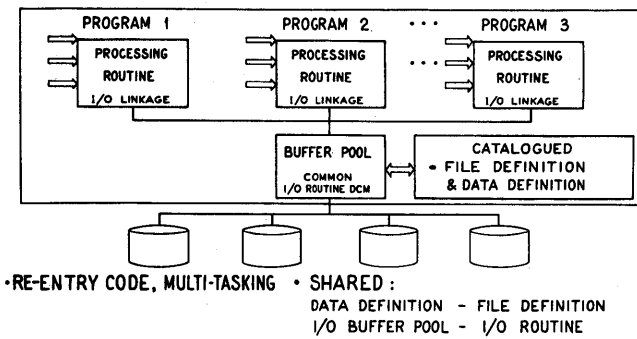 PROGRAM 1
PROGRAM 2
PROGRAM 3
PROCESSING
ROUTINE
I/O LINKAGE
PROCESSING
ROUTINE
I/O LINKAGE
PROCESSING
ROUTINE
I/O LINKAGE
BUFFER POOL
COMMON
I/O ROUTINE DCM
CATALOGUED
• FILE DEFINITION
& DATA DEFINITION
•RE-ENTRY CODE, MULTI-TASKING
• SHARED:
DATA DEFINITION – FILE DEFINITION
I/O BUFFER POOL – I/O ROUTINE